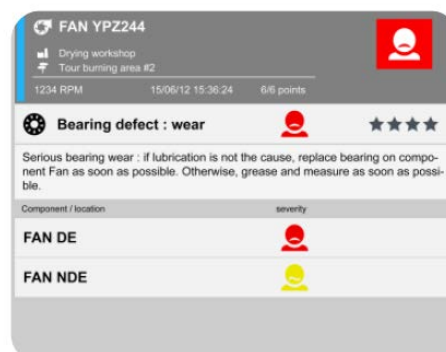 FAN YPZ244
Drying workshop
Tour burning area #2
1234 RPM 15/06/12 15:36:24 6/6 points
Bearing defect : wear
Serious bearing wear : if lubrication is not the cause, replace bearing on compo-
nent Fan as soon as possible. Otherwise, grease and measure as soon as possi-
ble.
Component / location severity
FAN DE
FAN NDE